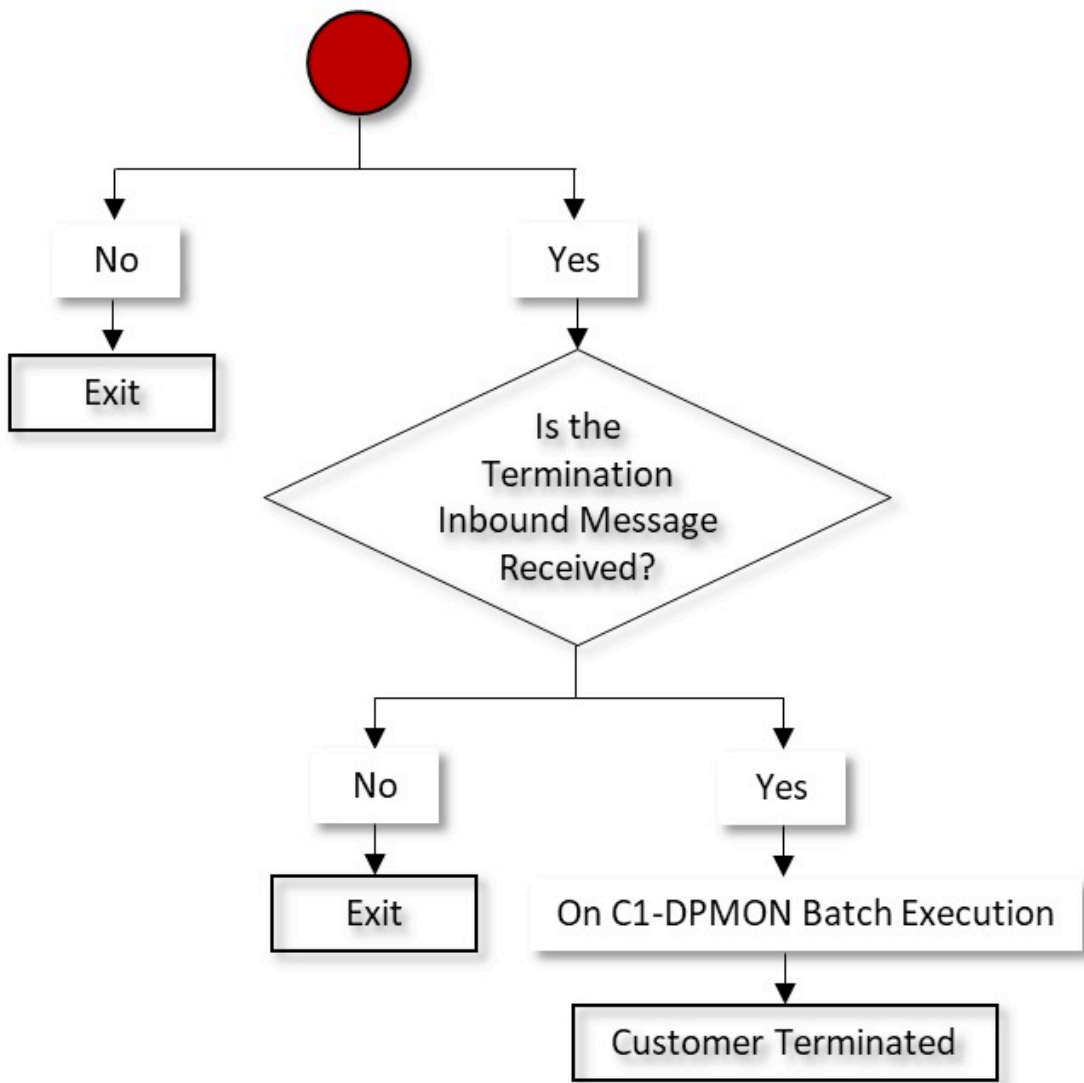 No
Yes
Exit
Is the
Termination
Inbound Message
Received?
No
Yes
Exit
On C1-DPMON Batch Execution
Customer Terminated